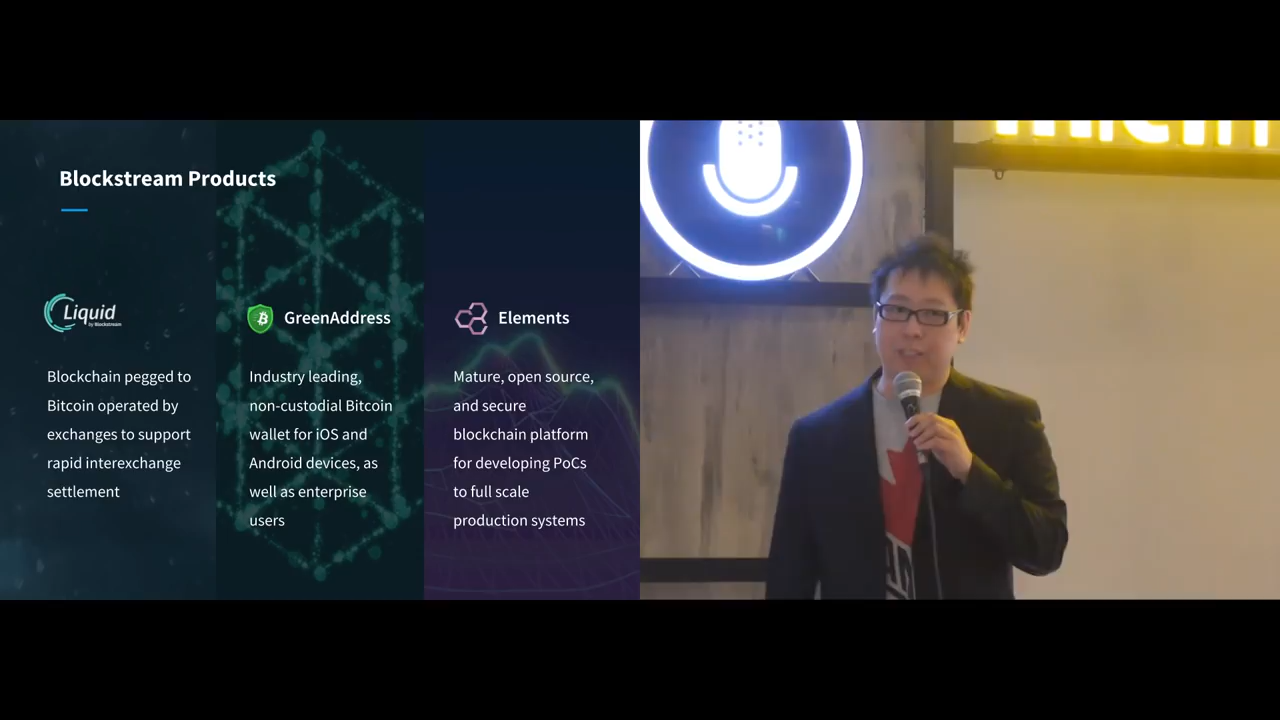 Blockstream Products
Liquid
by Blockstream
Blockchain pegged to
Bitcoin operated by
exchanges to support
rapid interexchange
settlement
GreenAddress
Industry leading,
non-custodial Bitcoin
wallet for iOS and
Android devices, as
well as enterprise
users
Elements
Mature, open source,
and secure
blockchain platform
for developing PoCs
to full scale
production systems